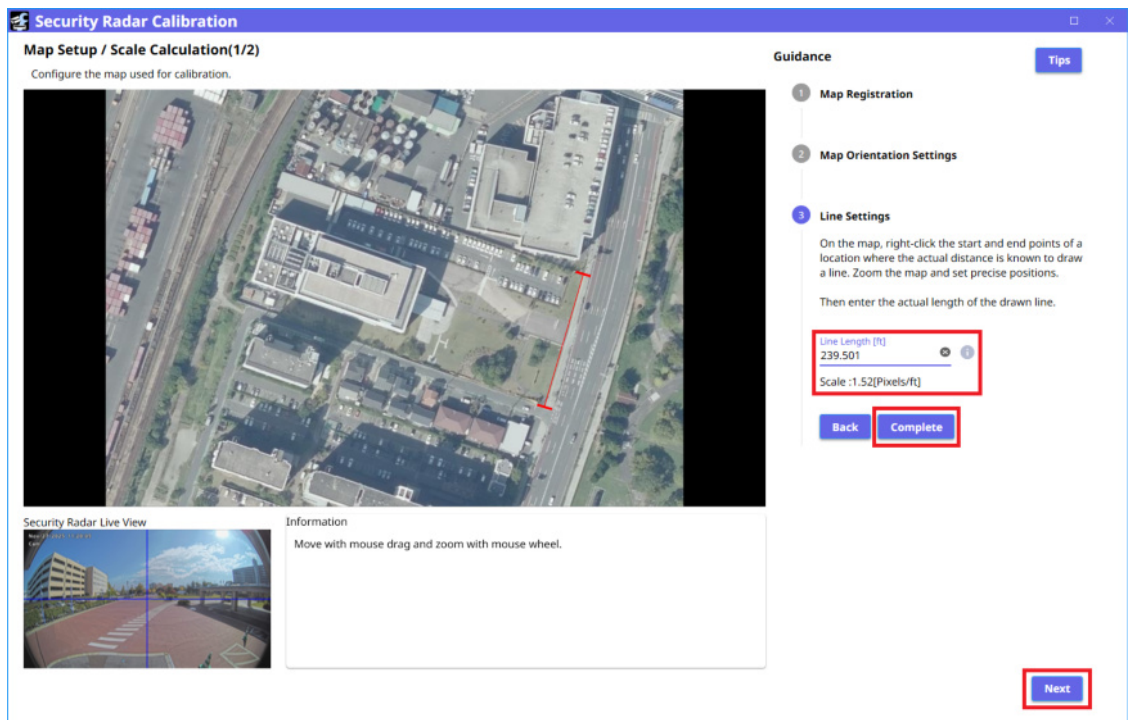 Security Radar Calibration
Map Setup / Scale Calculation(1/2)
Configure the map used for calibration.
Guidance
Tips
1
Map Registration
2
Map Orientation Settings
3
Line Settings
On the map, right-click the start and end points of a
location where the actual distance is known to draw
a line. Zoom the map and set precise positions.
Then enter the actual length of the drawn line.
Line Length [ft]
239.501
Scale :1.52[Pixels/ft]
Back
Complete
Security Radar Live View
Information
Move with mouse drag and zoom with mouse wheel.
Next